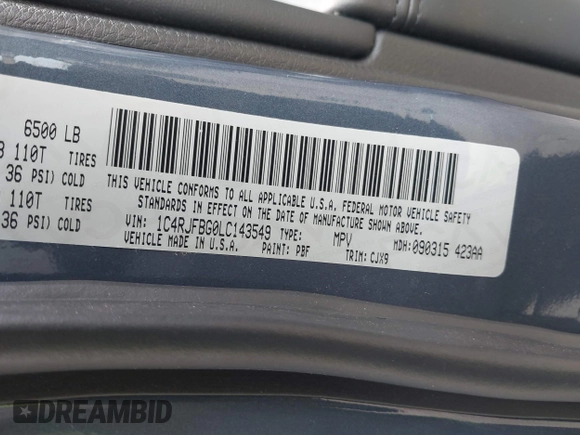 6500 LB
110T TIRES
36 PSI) COLD
110T TIRES
36 PSI) COLD
THIS VEHICLE CONFORMS TO ALL APPLICABLE U.S.A. FEDERAL MOTOR VEHICLE SAFETY
STANDARDS IN EFFECT ON THE DATE OF MANUFACTURE SHOWN ABOVE.
VIN: 1C4RJFBG0LC143549 TYPE: MPV MDH: 090315 423AA
VEHICLE MADE IN U.S.A. PAINT: PBF TRIM: CJX9
DREAMBID